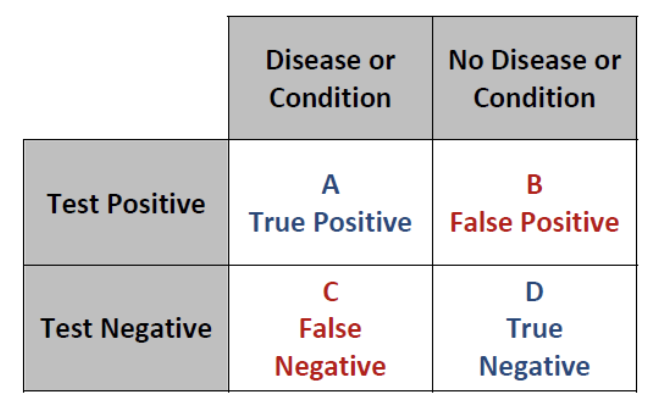 Disease or
Condition
No Disease or
Condition
Test Positive
A
True Positive
B
False Positive
Test Negative
C
False
Negative
D
True
Negative